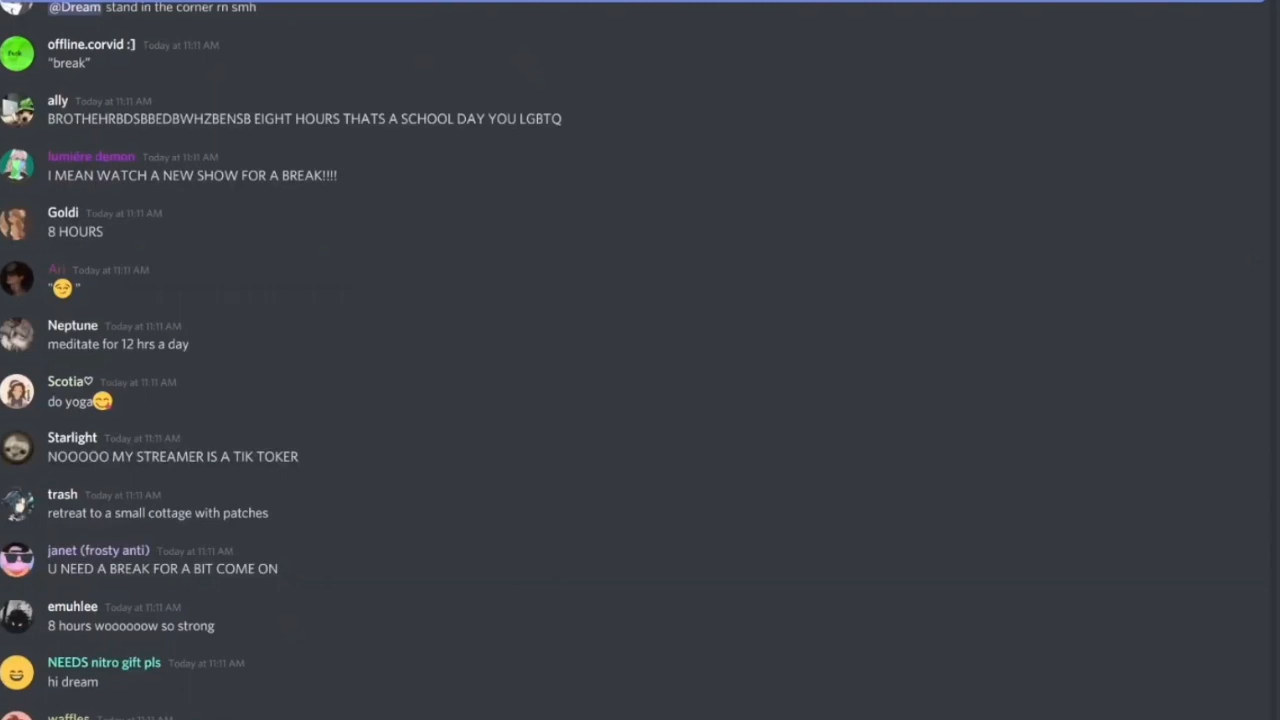 @Dream stand in the corner rn smh
offline.corvid :] Today at 11:11 AM
"break"
ally Today at 11:11 AM
BROTHEHRBDSBBEDBWHZBENSB EIGHT HOURS THATS A SCHOOL DAY YOU LGBTQ
lumiére demon Today at 11:11 AM
I MEAN WATCH A NEW SHOW FOR A BREAK!!!!
Goldi Today at 11:11 AM
8 HOURS
Ari Today at 11:11 AM
"😏 "
Neptune Today at 11:11 AM
meditate for 12 hrs a day
Scotia♡ Today at 11:11 AM
do yoga😋
Starlight Today at 11:11 AM
NOOOOO MY STREAMER IS A TIK TOKER
trash Today at 11:11 AM
retreat to a small cottage with patches
janet (frosty anti) Today at 11:11 AM
U NEED A BREAK FOR A BIT COME ON
emuhlee Today at 11:11 AM
8 hours woooooow so strong
NEEDS nitro gift pls Today at 11:11 AM
hi dream
waffles Today at 11:11 AM